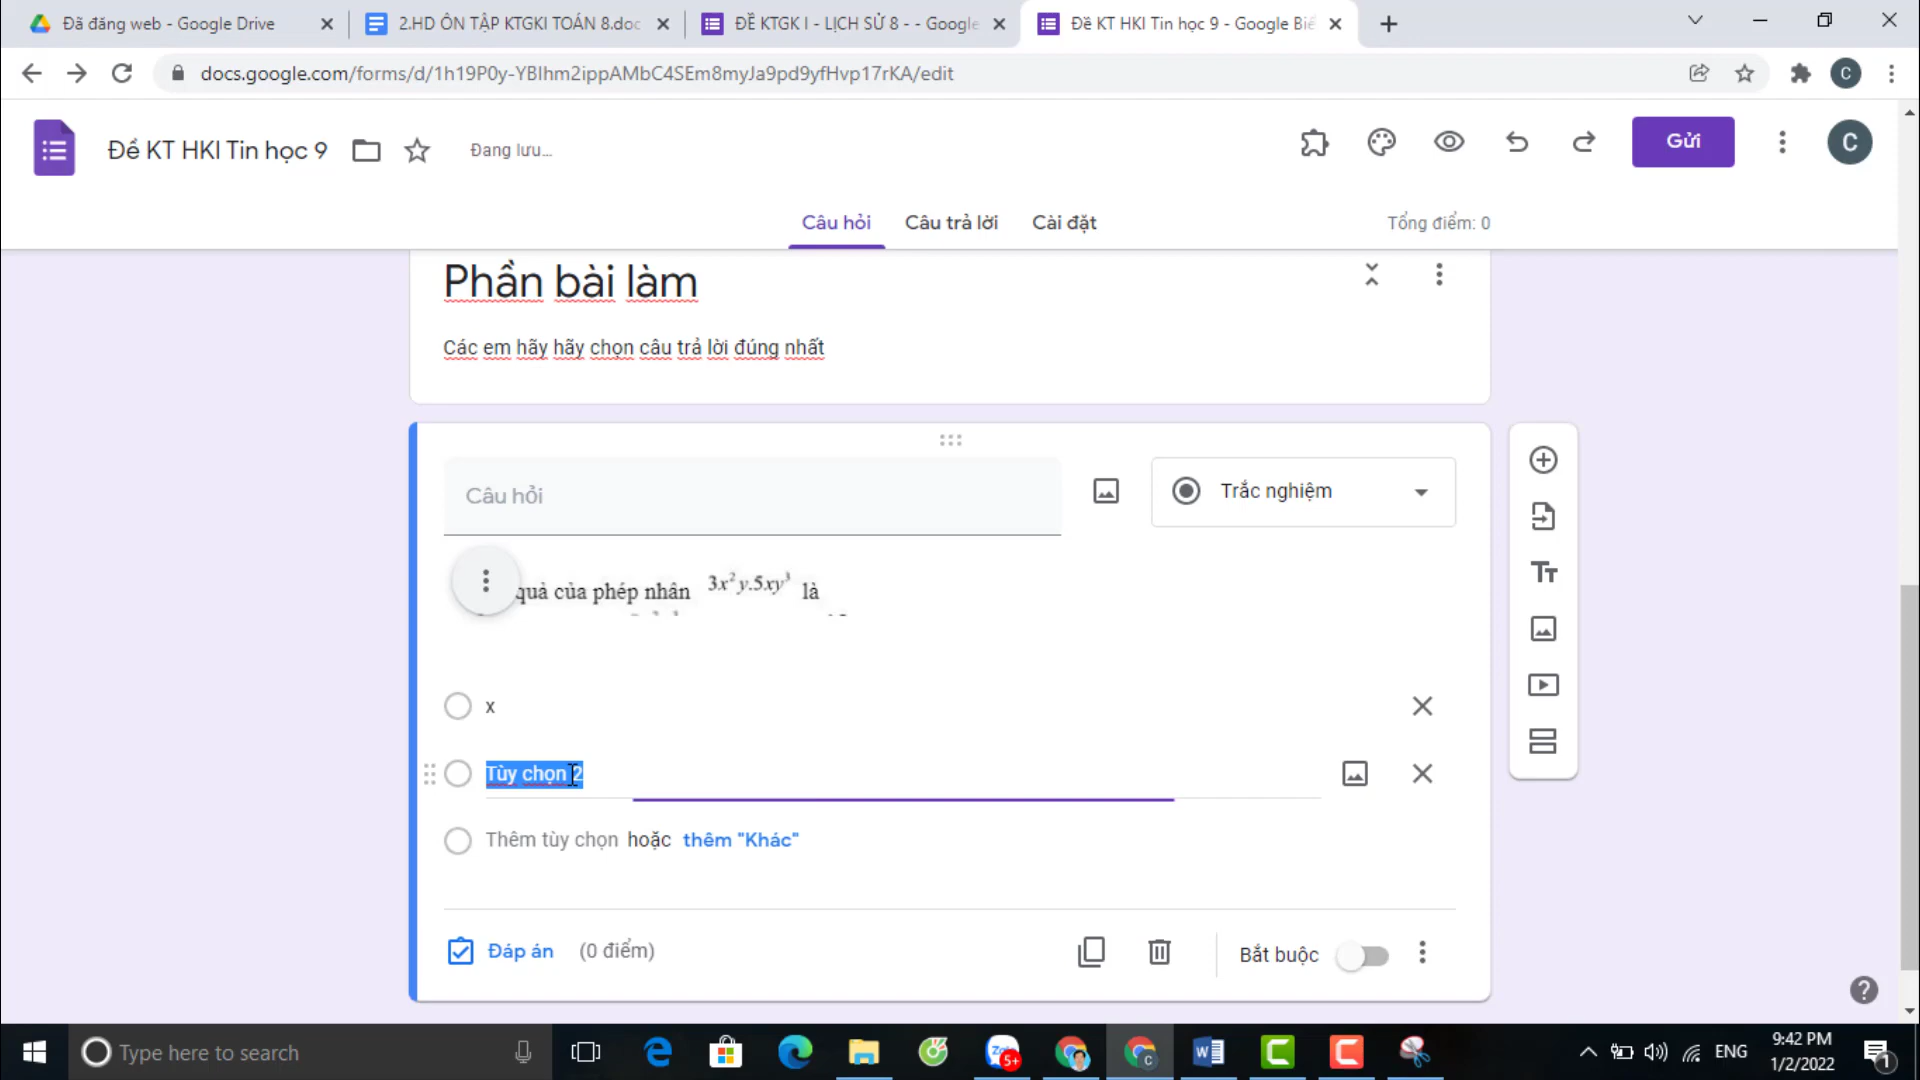 Đã đăng web - Google Drive
2.HD ÔN TẬP KTGKI TOÁN 8.doc
ĐỀ KTGK I - LỊCH SỬ 8 - - Google
Đề KT HKI Tin học 9 - Google Biể
docs.google.com/forms/d/1h19P0y-YBIhm2ippAMbC4SEm8myJa9pd9yfHvp17rKA/edit
C
Đề KT HKI Tin học 9
Đang lưu...
Gửi
C
Câu hỏi
Câu trả lời
Cài đặt
Tổng điểm: 0
Phần bài làm
Các em hãy hãy chọn câu trả lời đúng nhất
Câu hỏi
Trắc nghiệm
quả của phép nhân 3x²y.5xy³ là
x
Tùy chọn 2
Thêm tùy chọn hoặc thêm "Khác"
Đáp án (0 điểm)
Bắt buộc
Type here to search
5+
ENG
9:42 PM
1/2/2022
1